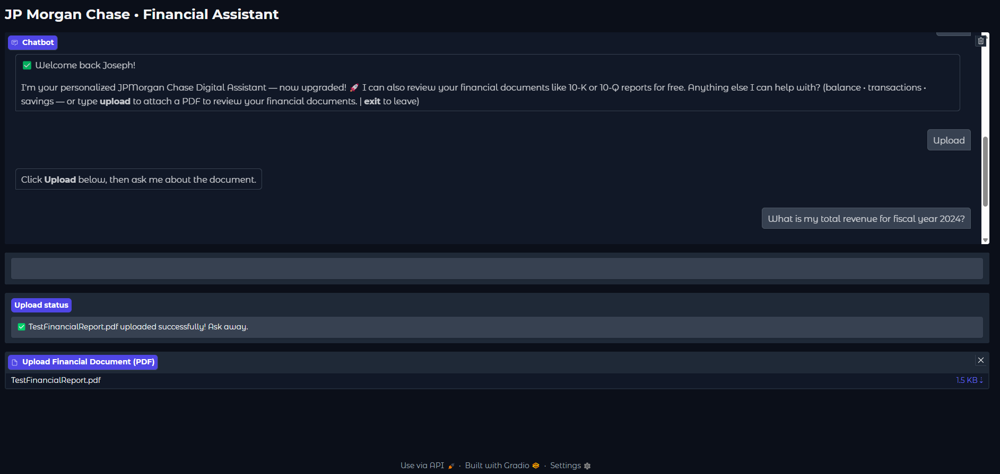 JP Morgan Chase • Financial Assistant
Chatbot
✅ Welcome back Joseph!
I'm your personalized JPMorgan Chase Digital Assistant — now upgraded! 🚀 I can also review your financial documents like 10-K or 10-Q reports for free. Anything else I can help with? (balance • transactions •
savings — or type upload to attach a PDF to review your financial documents. | exit to leave)
Upload
Click Upload below, then ask me about the document.
What is my total revenue for fiscal year 2024?
Upload status
✅ TestFinancialReport.pdf uploaded successfully! Ask away.
Upload Financial Document (PDF)
TestFinancialReport.pdf
1.5 KB ⇣
Use via API 🚀 · Built with Gradio · Settings ⚙